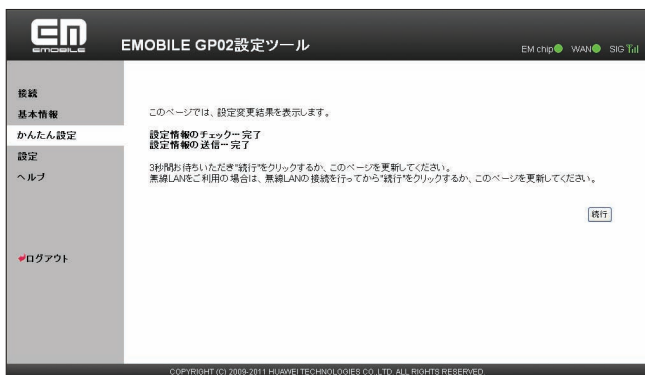 EM
EMOBILE
EMOBILE GP02設定ツール
EM chip WAN SIG
接続
基本情報
かんたん設定
設定
ヘルプ
ログアウト
このページでは、設定変更結果を表示します。
設定情報のチェック… 完了
設定情報の送信… 完了
3秒間お待ちいただき"続行"をクリックするか、このページを更新してください。
無線LANをご利用の場合は、無線LANの接続を行ってから"続行"をクリックするか、このページを更新してください。
続行
COPYRIGHT (C) 2009-2011 HUAWEI TECHNOLOGIES CO.,LTD. ALL RIGHTS RESERVED.